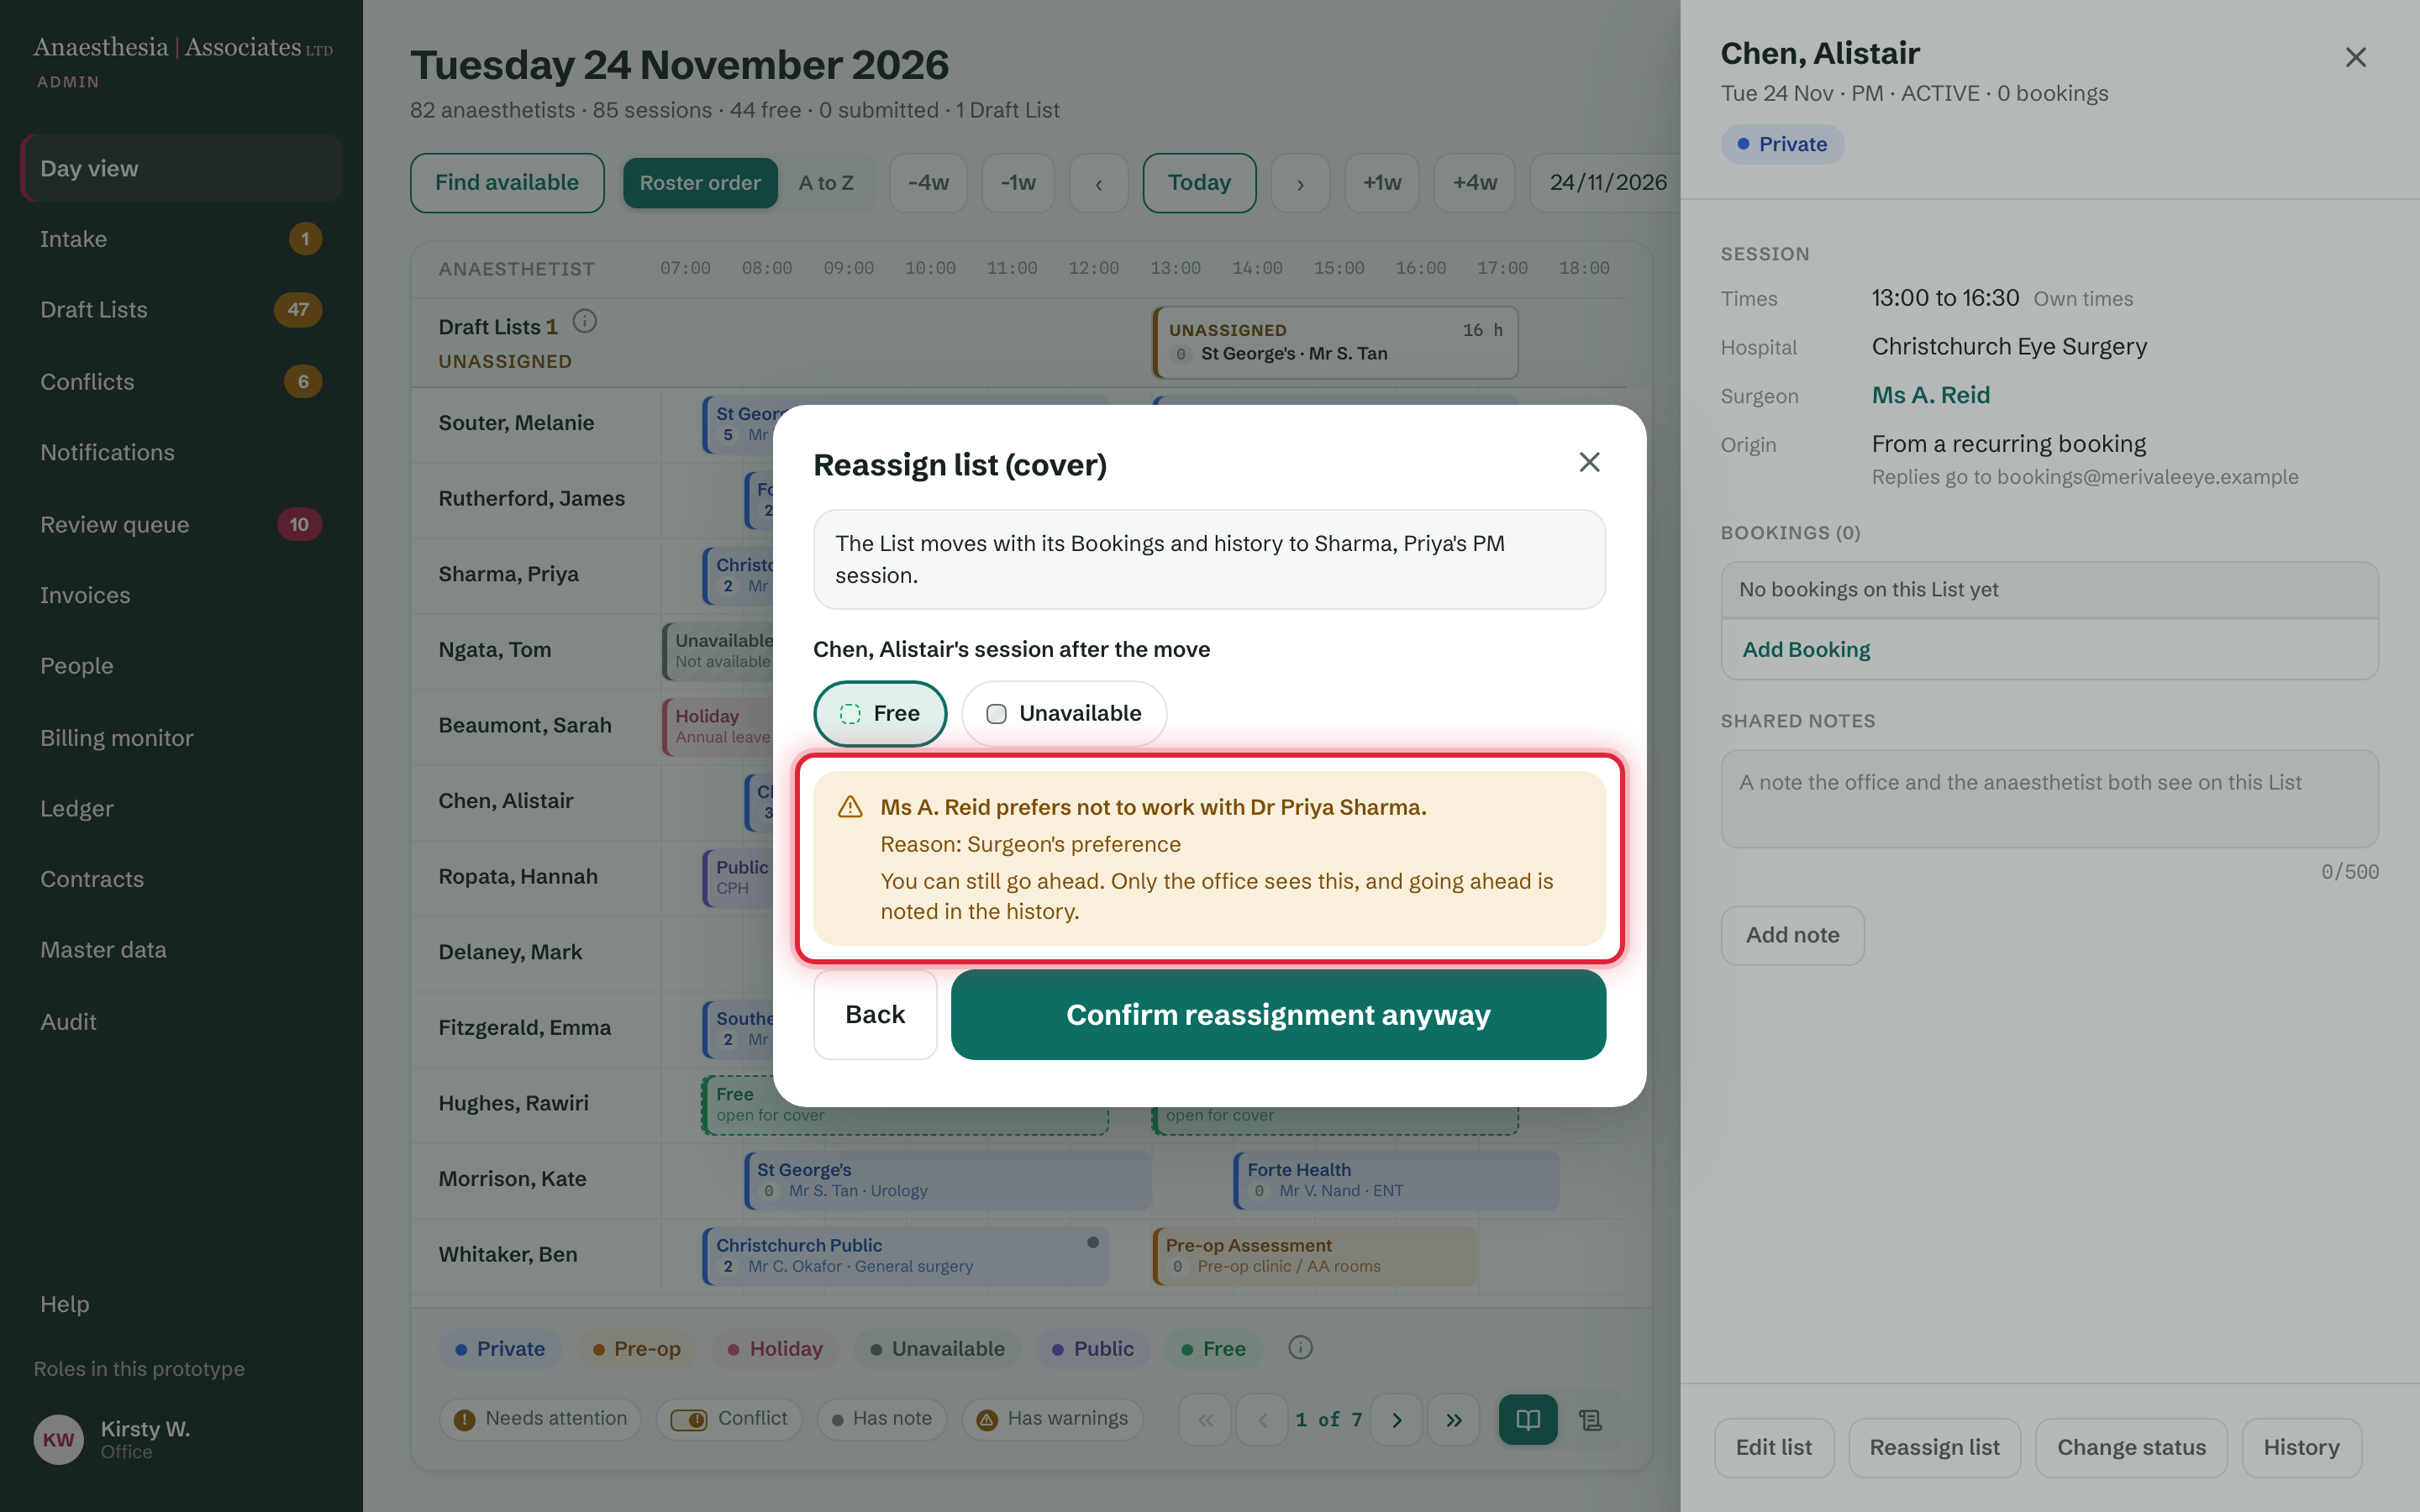 Anaesthesia | Associates LTD
ADMIN
Day view
Intake 1
Draft Lists 47
Conflicts 6
Notifications
Review queue 10
Invoices
People
Billing monitor
Ledger
Contracts
Master data
Audit
Help
Roles in this prototype
KW
Kirsty W.
Office
Tuesday 24 November 2026
82 anaesthetists · 85 sessions · 44 free · 0 submitted · 1 Draft List
Find available
Roster order
A to Z
-4w
-1w
‹
Today
›
+1w
+4w
24/11/2026
ANAESTHETIST 07:00 08:00 09:00 10:00 11:00 12:00 13:00 14:00 15:00 16:00 17:00 18:00
Draft Lists 1
UNASSIGNED
UNASSIGNED 16 h
0 St George's · Mr S. Tan
Souter, Melanie
St Geor
5 Mr
Rutherford, James
Fo
2
Sharma, Priya
Christc
2 Mr
Ngata, Tom
Unavailable
Not available
Beaumont, Sarah
Holiday
Annual leave
Chen, Alistair
Ch
3
Ropata, Hannah
Public
CPH
Delaney, Mark
Fitzgerald, Emma
Southe
2 Mr
Hughes, Rawiri
Free
open for cover
open for cover
Morrison, Kate
St George's
0 Mr S. Tan · Urology
Forte Health
0 Mr V. Nand · ENT
Whitaker, Ben
Christchurch Public
2 Mr C. Okafor · General surgery
Pre-op Assessment
0 Pre-op clinic / AA rooms
Private
Pre-op
Holiday
Unavailable
Public
Free
Needs attention
Conflict
Has note
Has warnings
« ‹ 1 of 7 › »
Reassign list (cover)
The List moves with its Bookings and history to Sharma, Priya's PM
session.
Chen, Alistair's session after the move
Free
Unavailable
Ms A. Reid prefers not to work with Dr Priya Sharma.
Reason: Surgeon's preference
You can still go ahead. Only the office sees this, and going ahead is
noted in the history.
Back
Confirm reassignment anyway
Chen, Alistair
Tue 24 Nov · PM · ACTIVE · 0 bookings
Private
SESSION
Times 13:00 to 16:30 Own times
Hospital Christchurch Eye Surgery
Surgeon Ms A. Reid
Origin From a recurring booking
Replies go to bookings@merivaleeye.example
BOOKINGS (0)
No bookings on this List yet
Add Booking
SHARED NOTES
A note the office and the anaesthetist both see on this List
0/500
Add note
Edit list
Reassign list
Change status
History